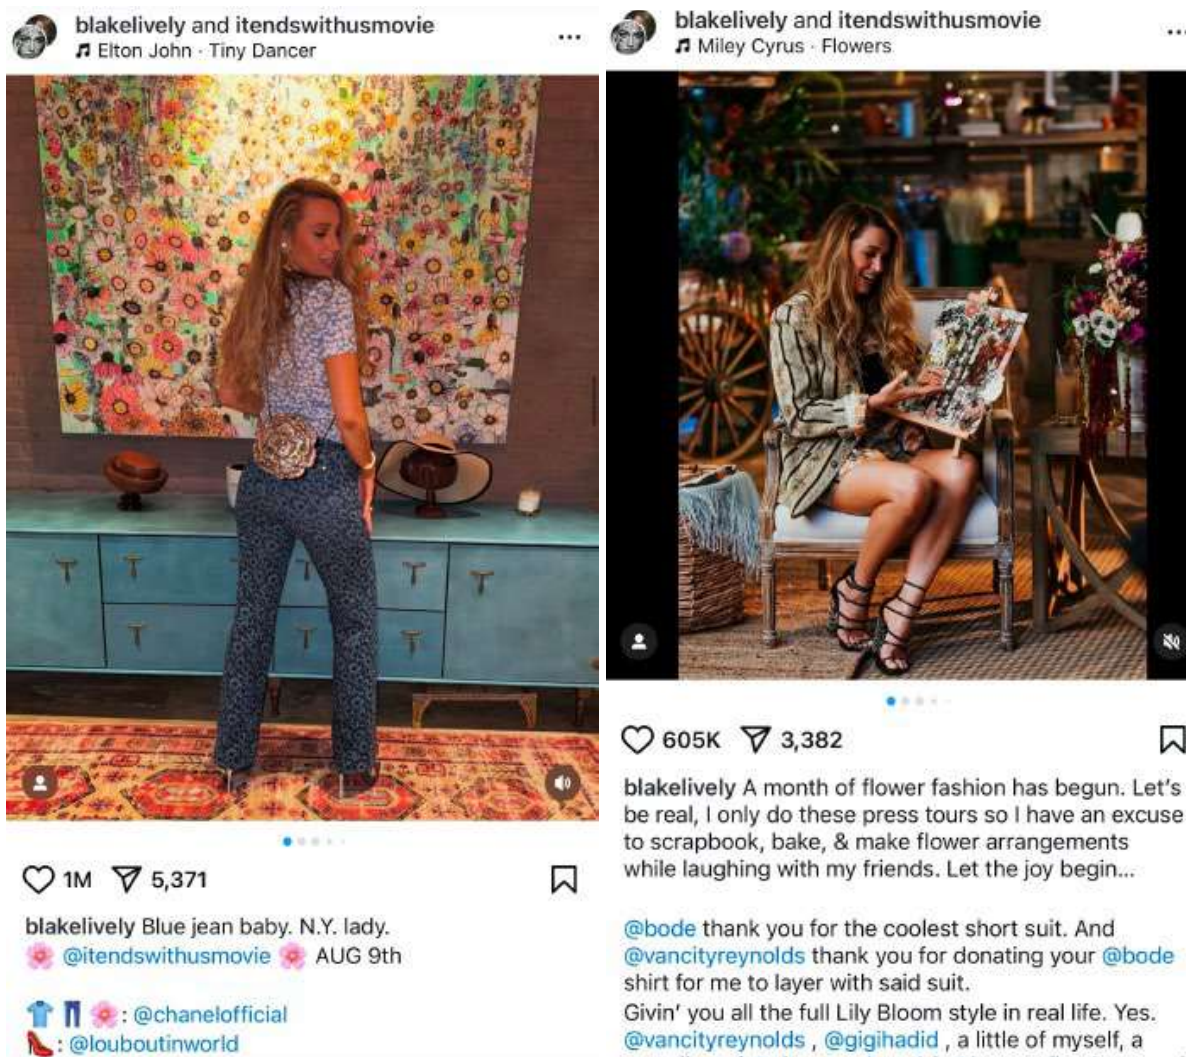 blakelively and itendswithusmovie
Elton John · Tiny Dancer
1M 5,371
blakelively Blue jean baby. N.Y. lady.
@itendswithusmovie AUG 9th
: @chanelofficial
: @louboutinworld
blakelively and itendswithusmovie
Miley Cyrus · Flowers
605K 3,382
blakelively A month of flower fashion has begun. Let's
be real, I only do these press tours so I have an excuse
to scrapbook, bake, & make flower arrangements
while laughing with my friends. Let the joy begin...
@bode thank you for the coolest short suit. And
@vancityreynolds thank you for donating your @bode
shirt for me to layer with said suit.
Givin' you all the full Lily Bloom style in real life. Yes.
@vancityreynolds , @gigihadid , a little of myself, a